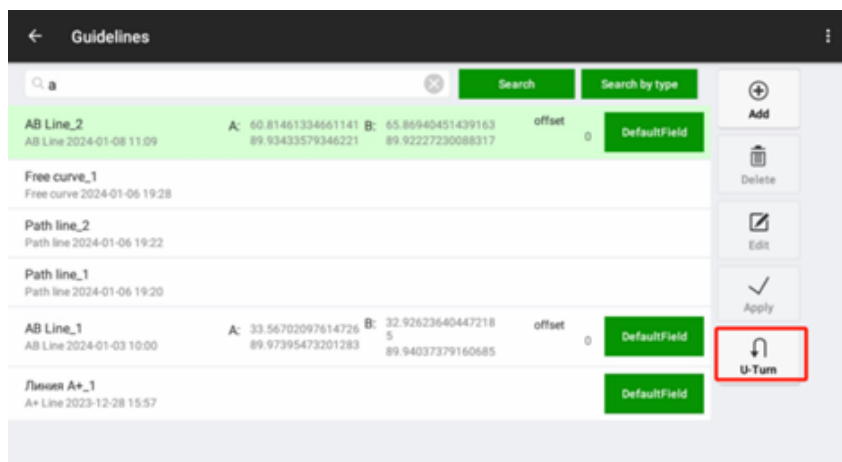 Guidelines
a
Search
Search by type
AB Line_2
AB Line 2024-01-08 11:09
A: 60.81461334661141 B: 65.86940451439163
89.93433579346221 89.92227230088317
offset
0
DefaultField
Free curve_1
Free curve 2024-01-06 19:28
Path line_2
Path line 2024-01-06 19:22
Path line_1
Path line 2024-01-06 19:20
AB Line_1
AB Line 2024-01-03 10:00
A: 33.56702097614726 B: 32.92623640447218
89.97395473201283 5
89.94037379160685
offset
0
DefaultField
Линия A+_1
A+ Line 2023-12-28 15:57
DefaultField
Add
Delete
Edit
Apply
U-Turn